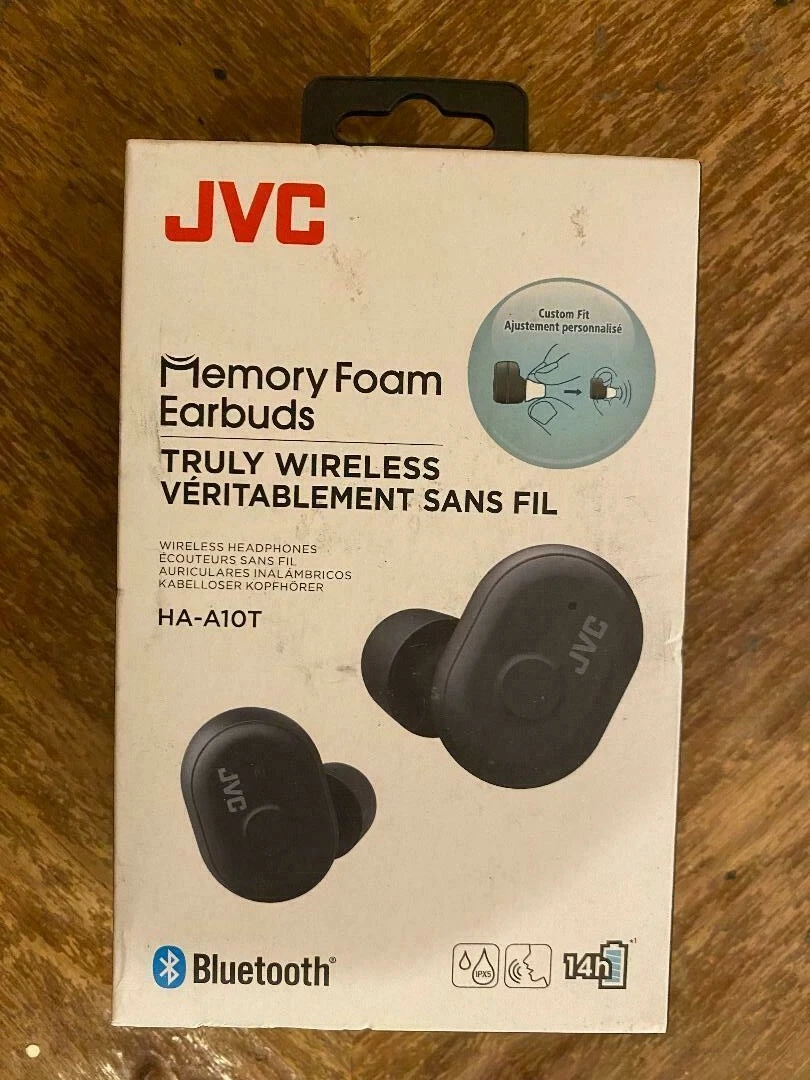 JVC
Custom Fit
Ajustement personnalisé
Memory Foam
Earbuds
TRULY WIRELESS
VÉRITABLEMENT SANS FIL
WIRELESS HEADPHONES
ÉCOUTEURS SANS FIL
AURICULARES INALÁMBRICOS
KABELLOSER KOPFHÖRER
HA-A10T
JVC
JVC
Bluetooth®
IPX5
14h*1